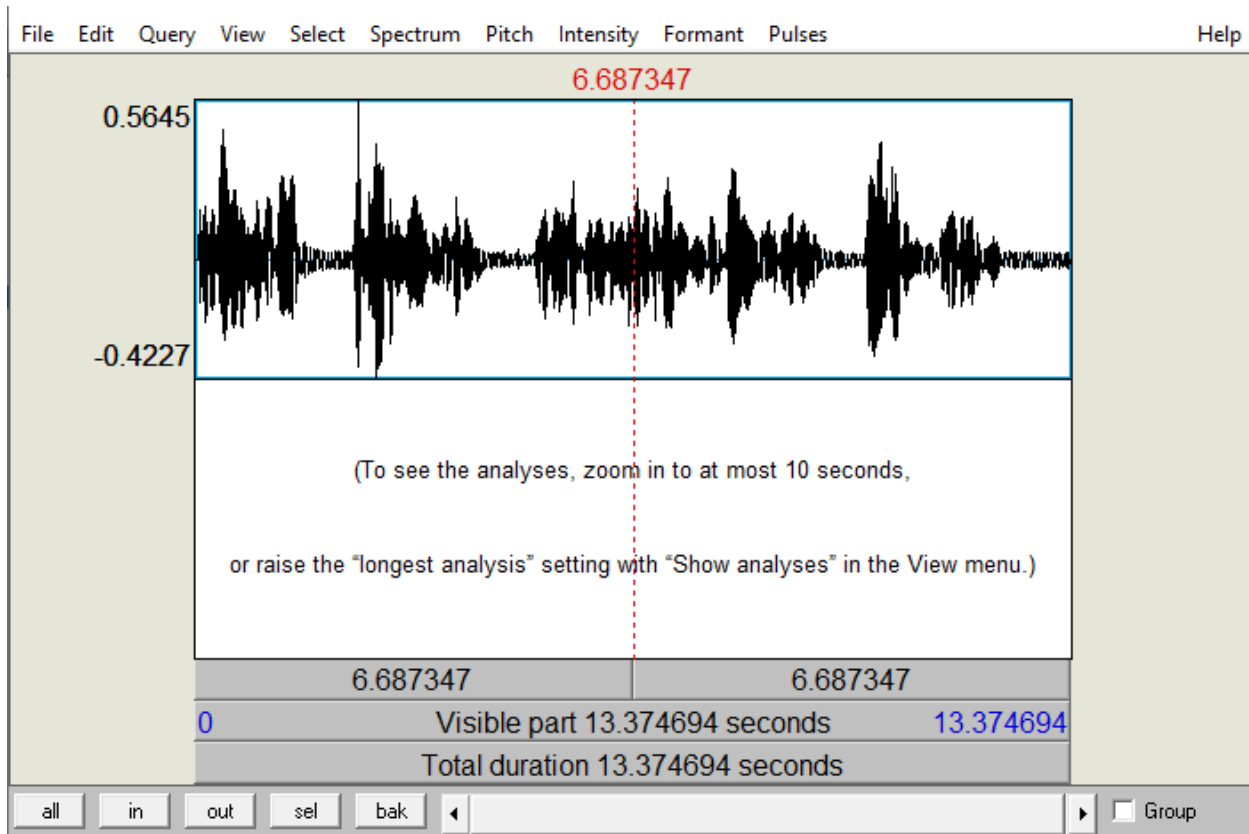 File Edit Query View Select Spectrum Pitch Intensity Formant Pulses Help
6.687347
0.5645
-0.4227
(To see the analyses, zoom in to at most 10 seconds,
or raise the “longest analysis” setting with “Show analyses” in the View menu.)
6.687347 6.687347
0 Visible part 13.374694 seconds 13.374694
Total duration 13.374694 seconds
all in out sel bak Group